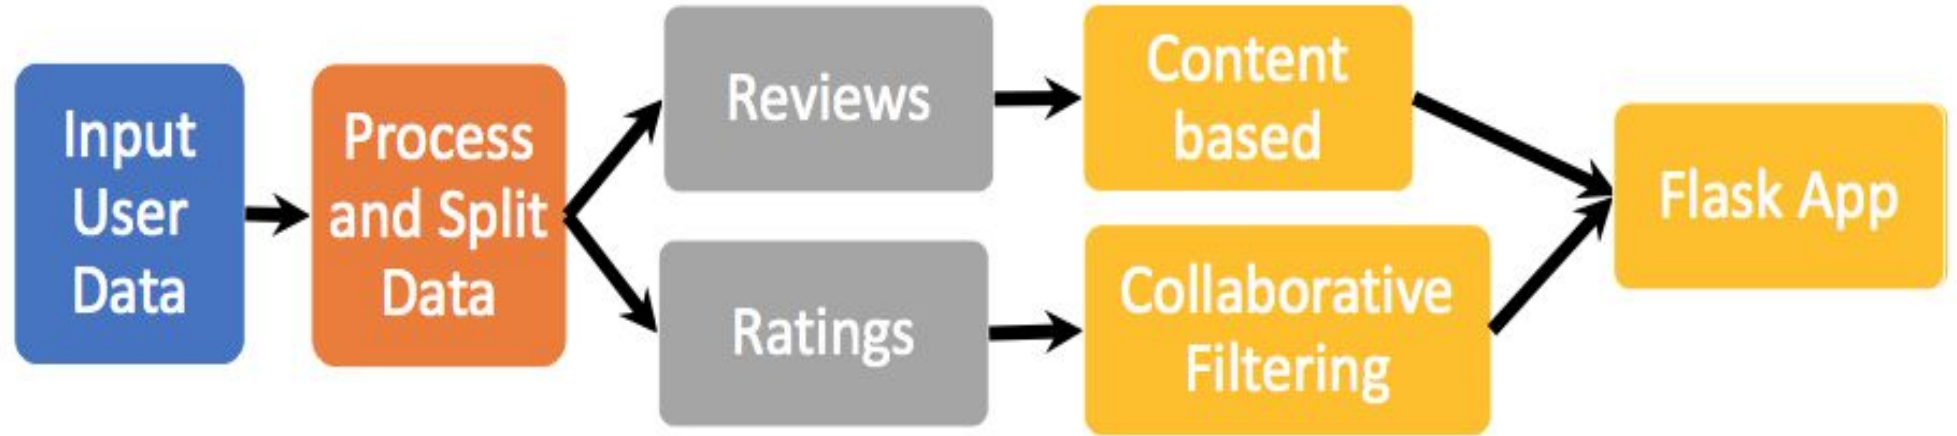 Input
User
Data
Process
and Split
Data
Reviews
Ratings
Content
based
Collaborative
Filtering
Flask App